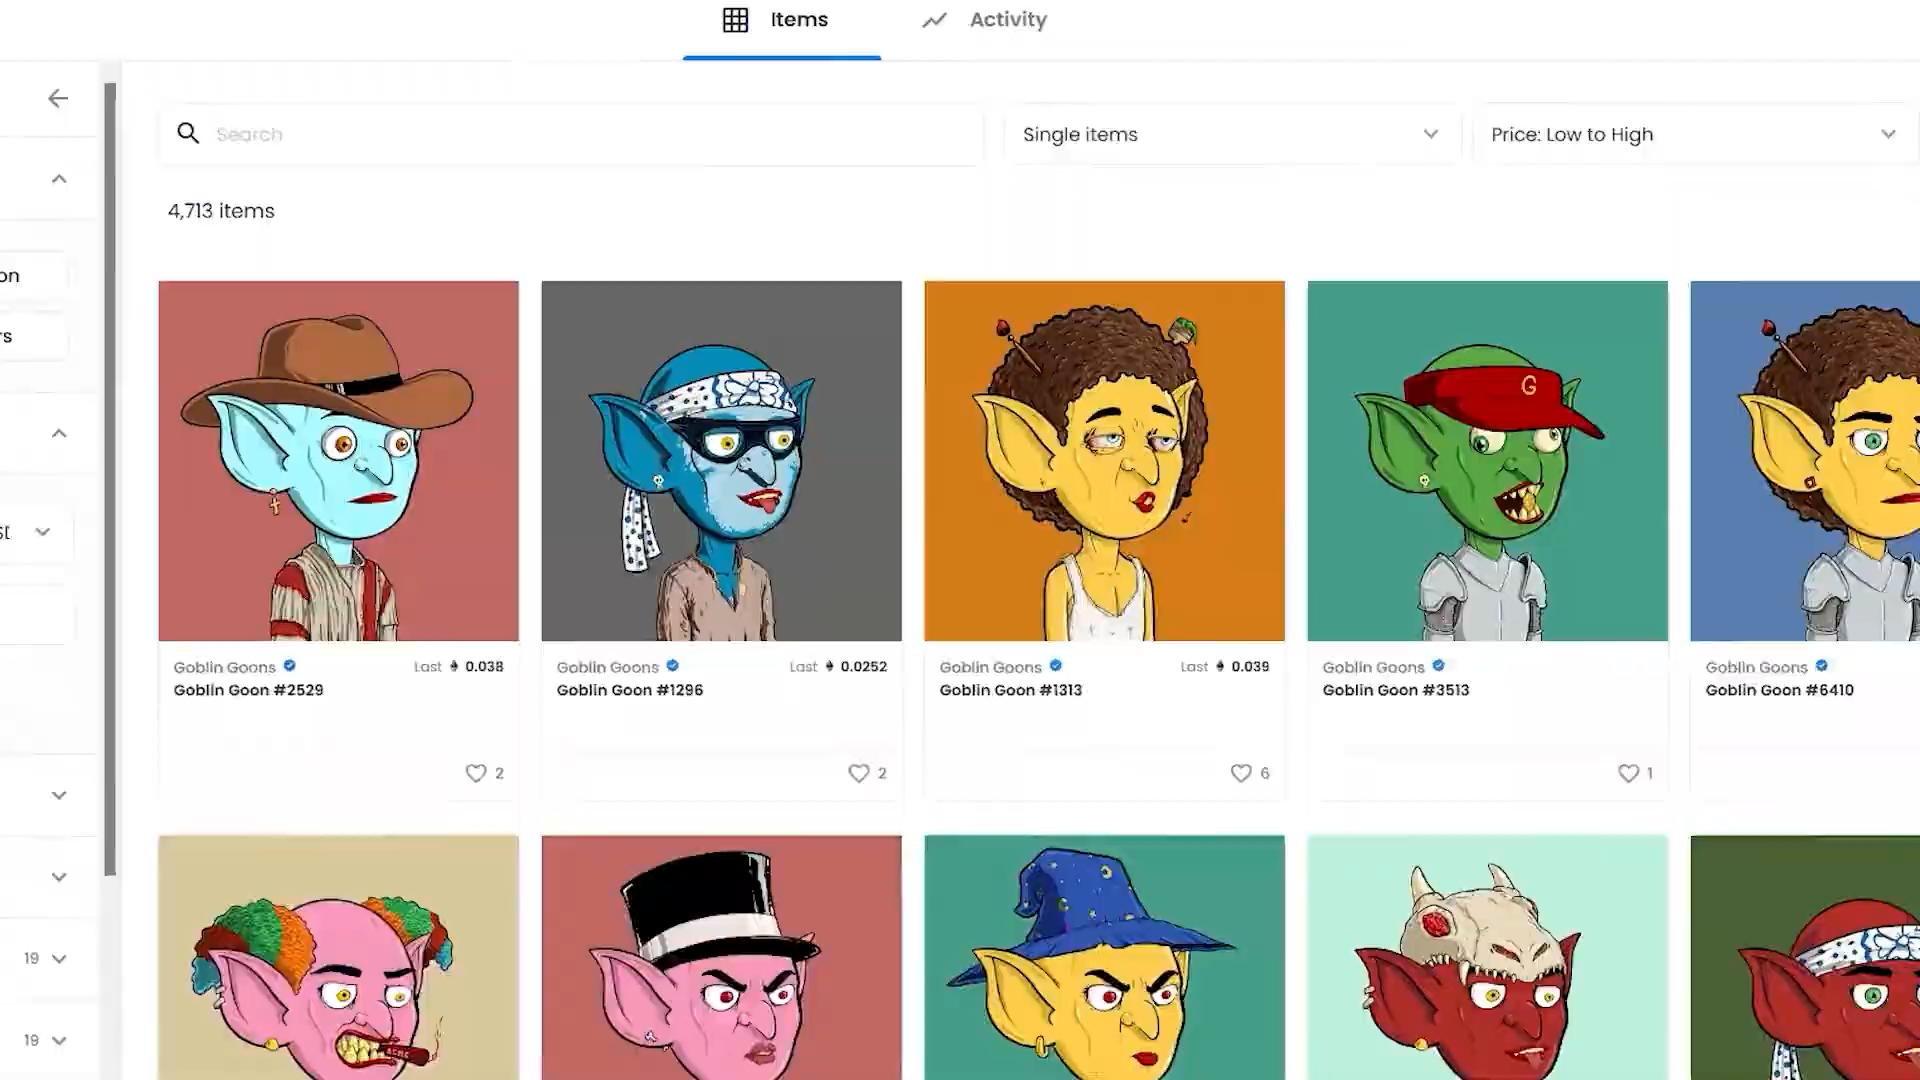 Items Activity
Search
Single items
Price: Low to High
4,713 items
on
rs
G
Goblin Goons Last 0.038
Goblin Goon #2529
2
Goblin Goons Last 0.0252
Goblin Goon #1296
2
Goblin Goons Last 0.039
Goblin Goon #1313
6
Goblin Goons
Goblin Goon #3513
1
Goblin Goons
Goblin Goon #6410
19
19